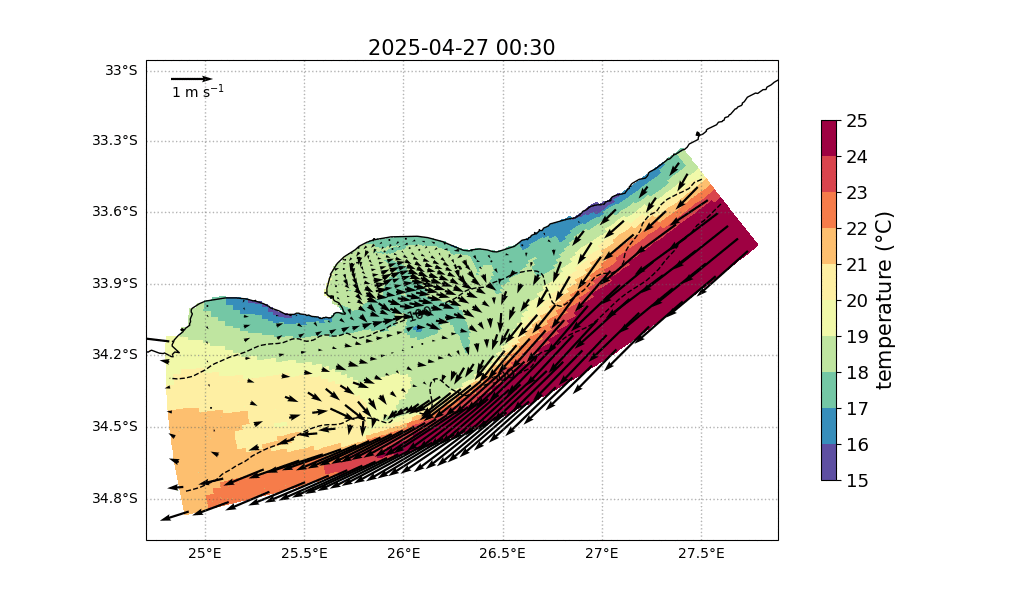 2025-04-27 00:30
1 m s⁻¹
33°S
33.3°S
33.6°S
33.9°S
34.2°S
34.5°S
34.8°S
25°E
25.5°E
26°E
26.5°E
27°E
27.5°E
100
25
24
23
22
21
20
19
18
17
16
15
temperature (°C)